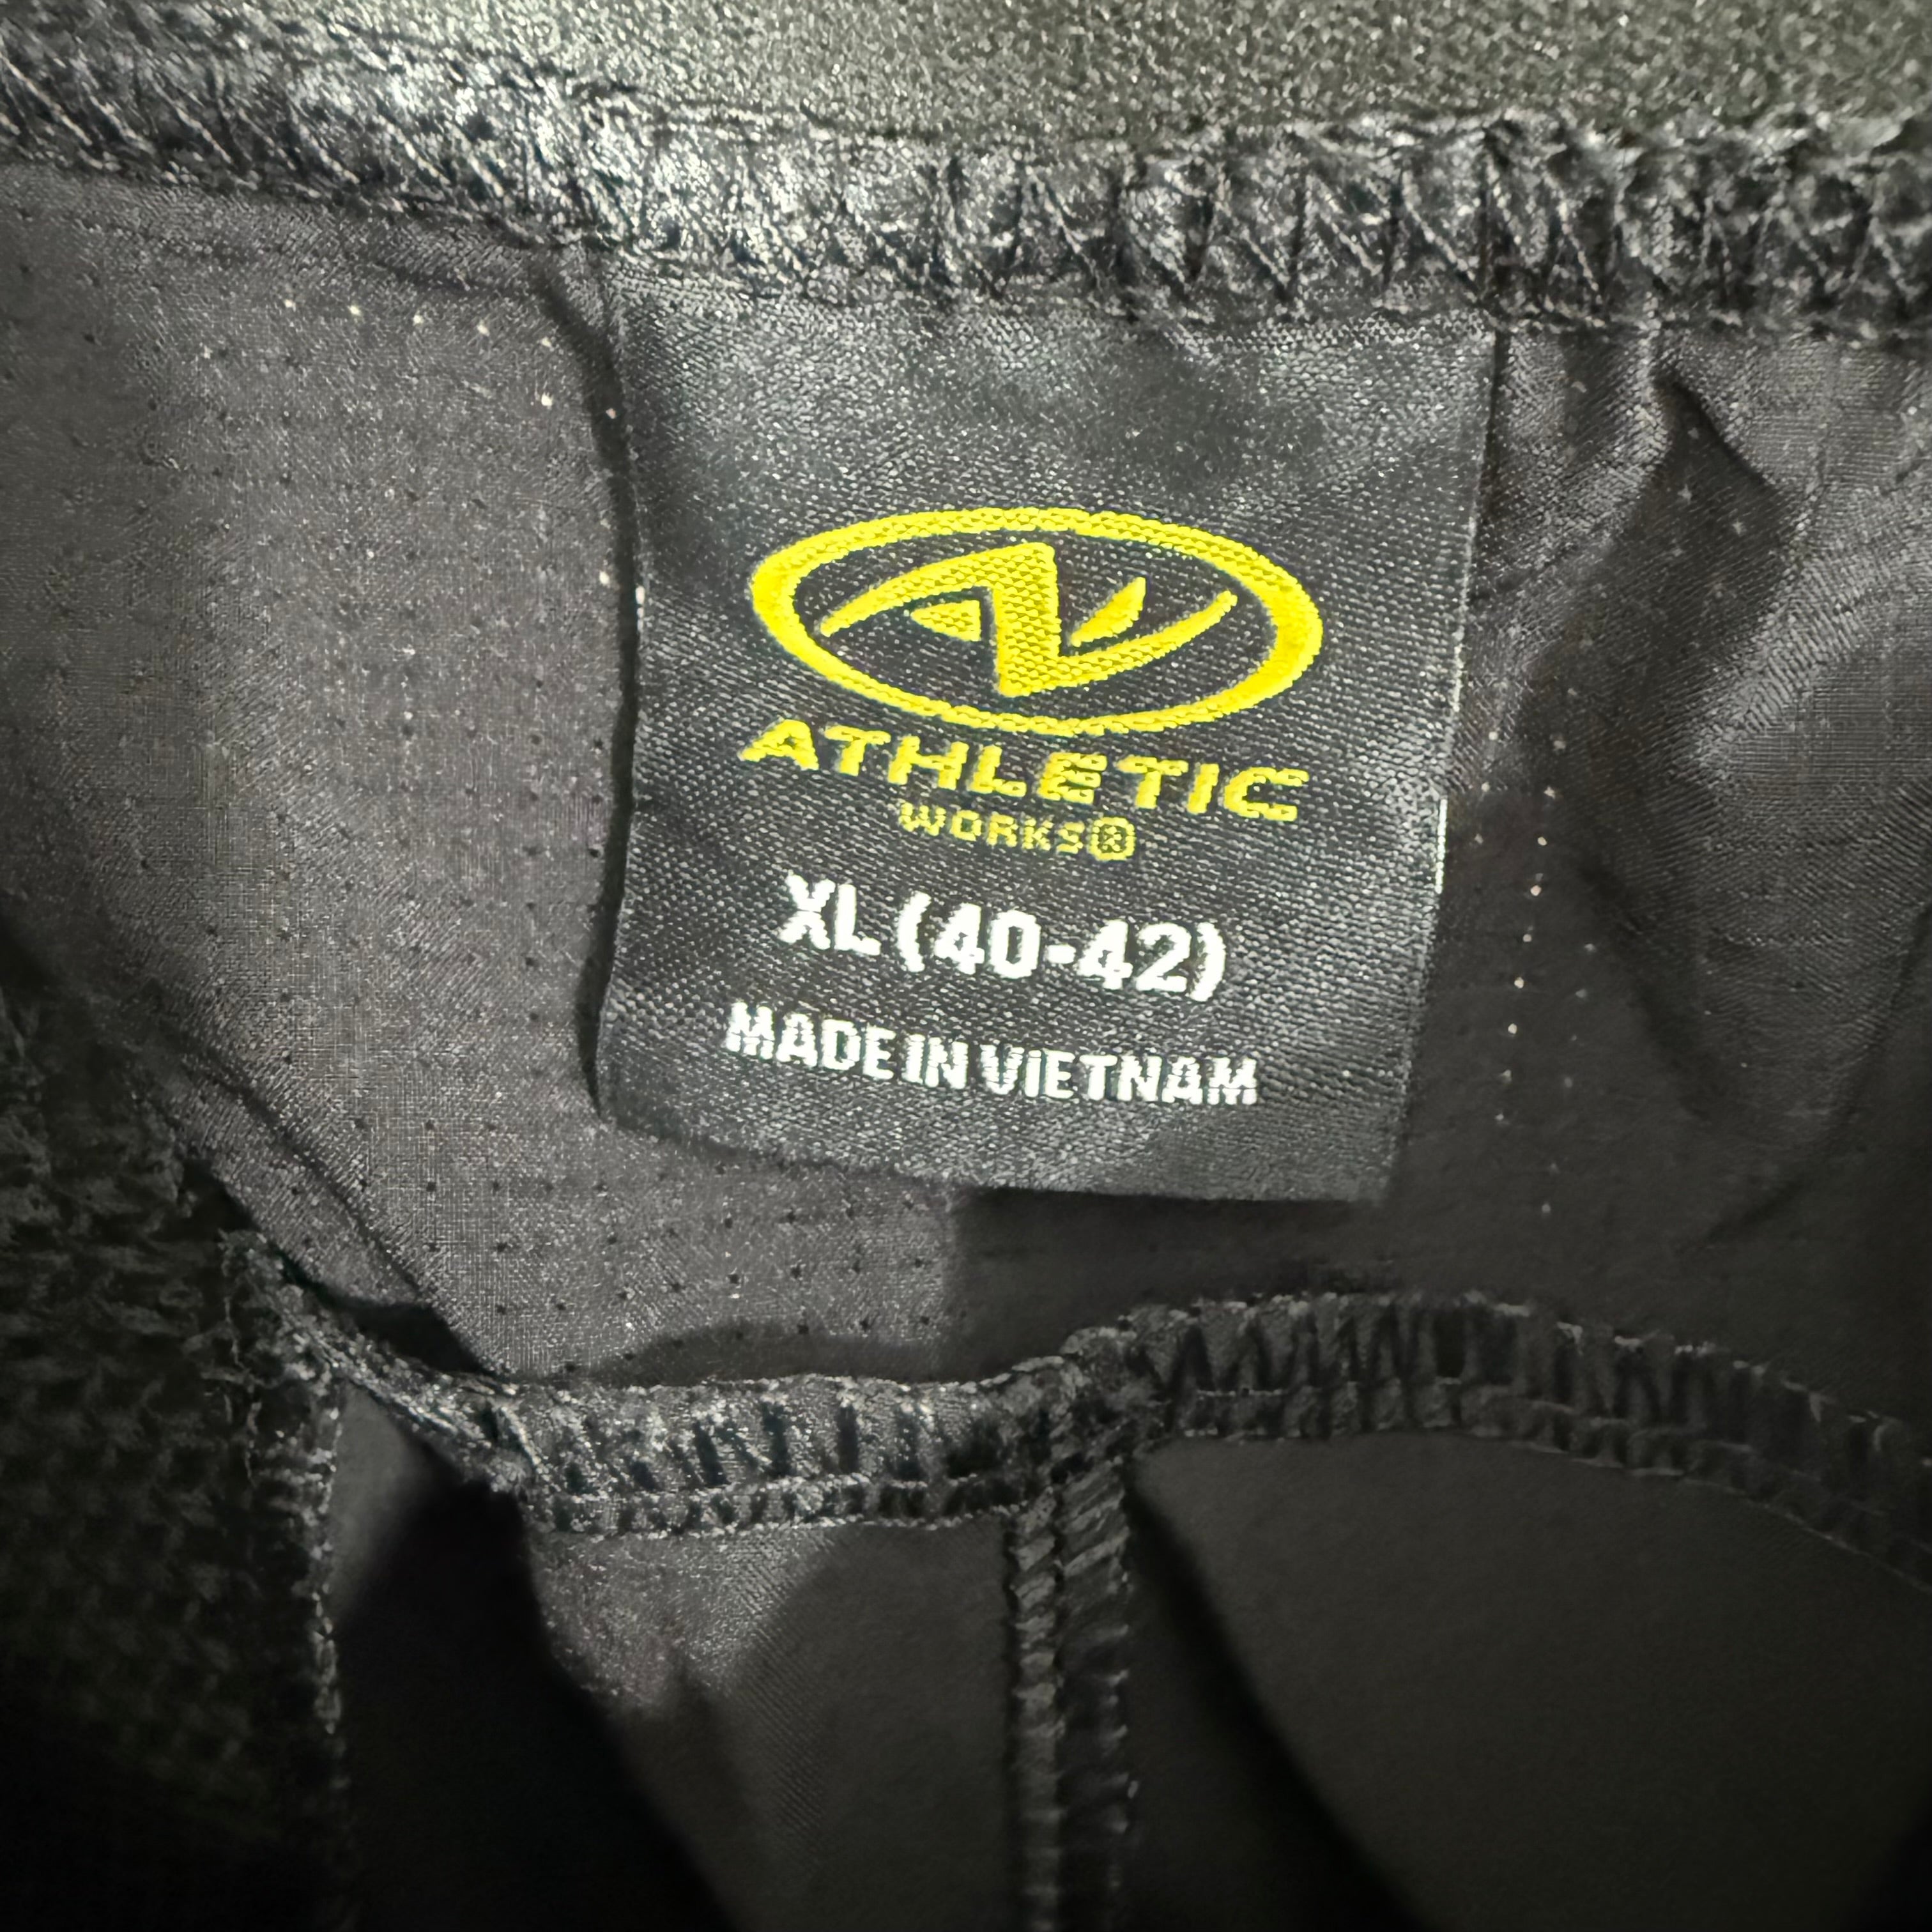 ATHLETIC
WORKS®
XL (40-42)
MADE IN VIETNAM